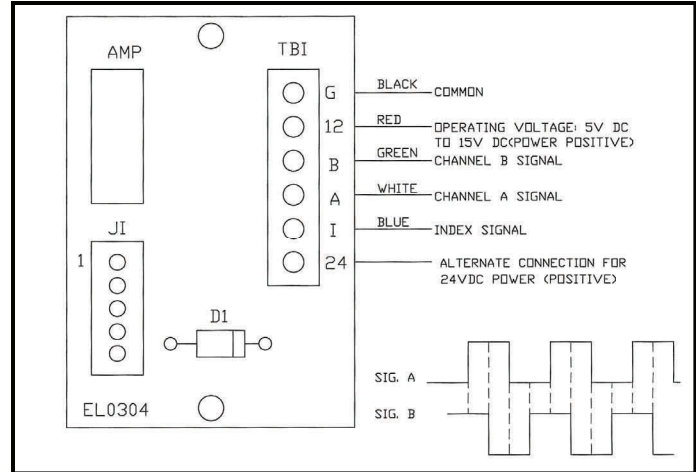 AMP
TBI
G BLACK COMMON
12 RED OPERATING VOLTAGE: 5V DC
TO 15V DC(POWER POSITIVE)
B GREEN CHANNEL B SIGNAL
A WHITE CHANNEL A SIGNAL
I BLUE INDEX SIGNAL
24 ALTERNATE CONNECTION FOR
24VDC POWER (POSITIVE)
JI
1
D1
EL0304
SIG. A
SIG. B